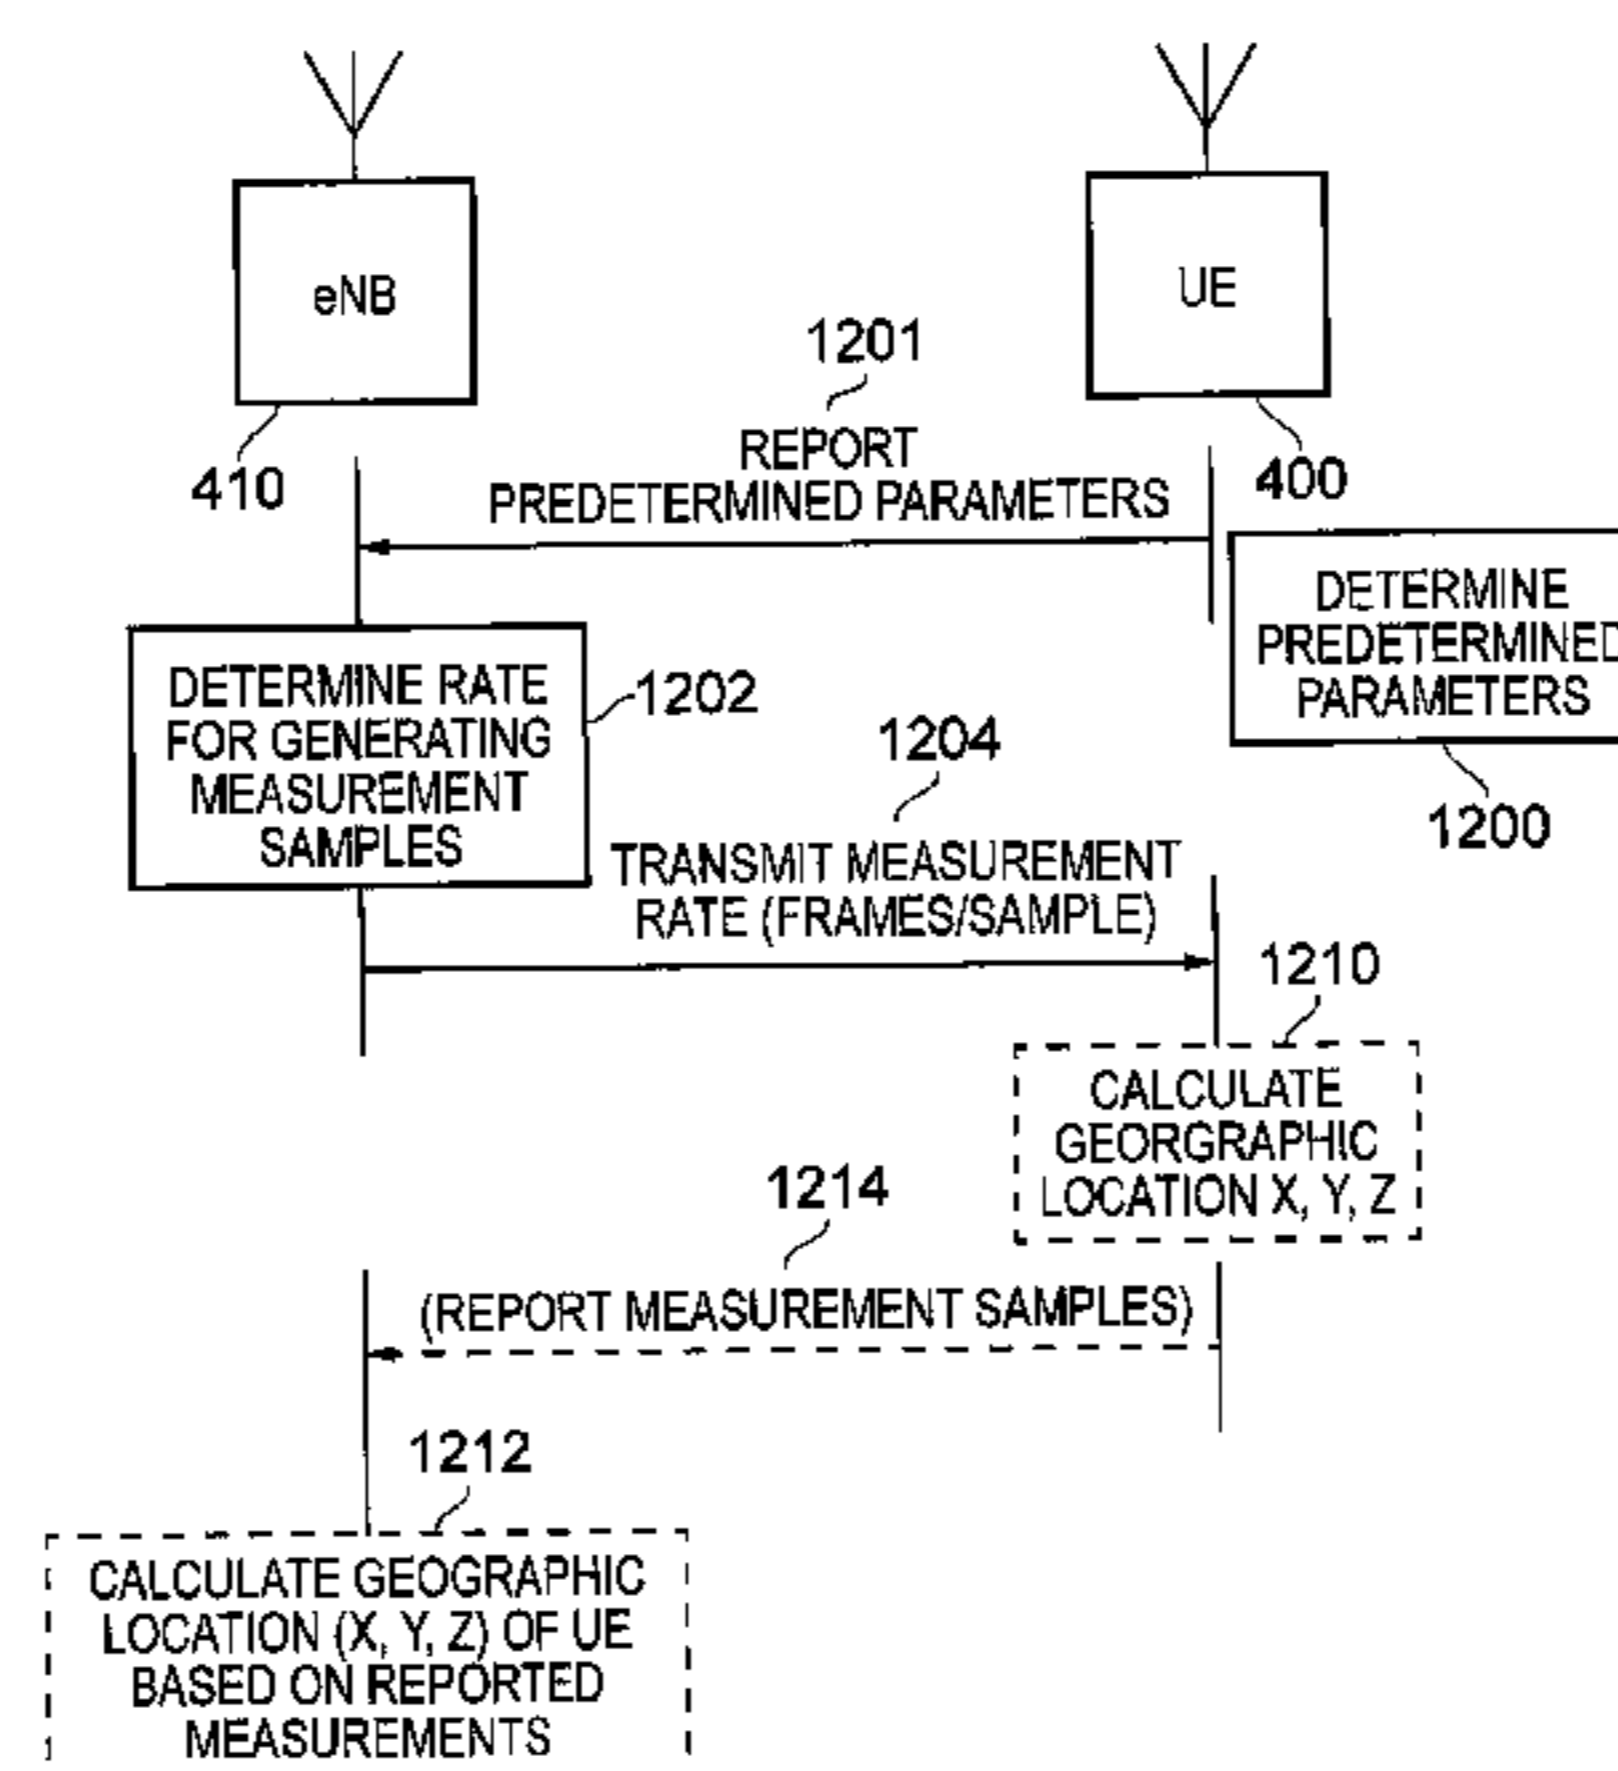 eNB
UE
1201
410
400
REPORT
PREDETERMINED PARAMETERS
DETERMINE
PREDETERMINED
PARAMETERS
1200
DETERMINE RATE
FOR GENERATING
MEASUREMENT
SAMPLES
1202
1204
TRANSMIT MEASUREMENT
RATE (FRAMES/SAMPLE)
1210
CALCULATE
GEORGRAPHIC
LOCATION X, Y, Z
1214
(REPORT MEASUREMENT SAMPLES)
1212
CALCULATE GEOGRAPHIC
LOCATION (X, Y, Z) OF UE
BASED ON REPORTED
MEASUREMENTS